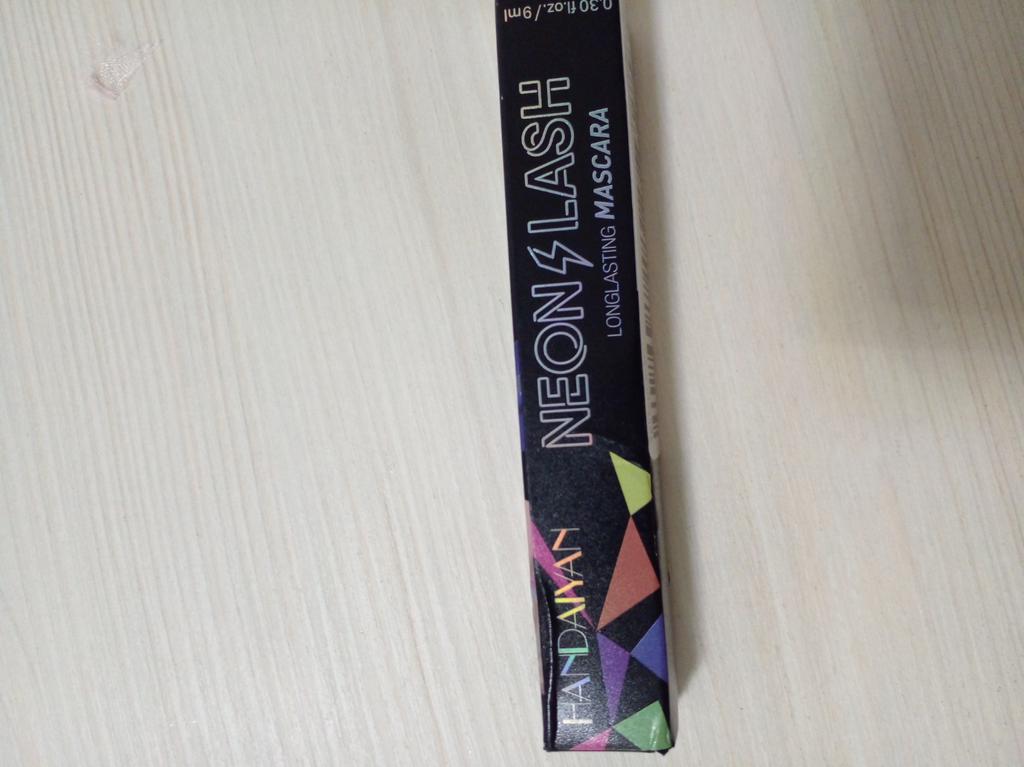 HANDAIYAN
NEON LASH
LONGLASTING MASCARA
0.30 fl.oz./9ml